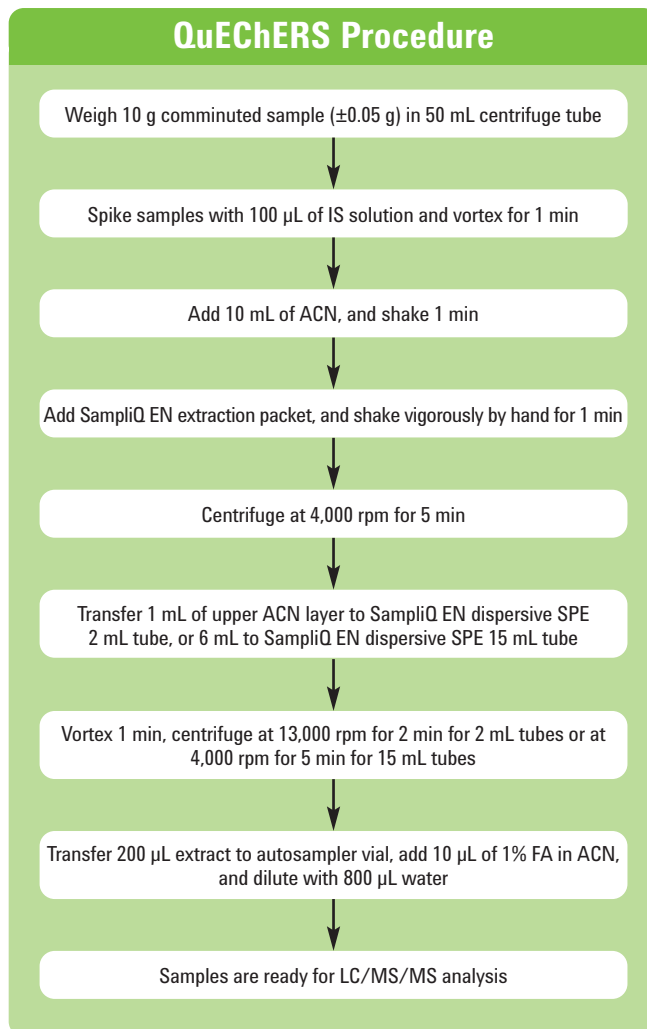 QuEChERS Procedure
Weigh 10 g comminuted sample (±0.05 g) in 50 mL centrifuge tube
Spike samples with 100 µL of IS solution and vortex for 1 min
Add 10 mL of ACN, and shake 1 min
Add SampliQ EN extraction packet, and shake vigorously by hand for 1 min
Centrifuge at 4,000 rpm for 5 min
Transfer 1 mL of upper ACN layer to SampliQ EN dispersive SPE
2 mL tube, or 6 mL to SampliQ EN dispersive SPE 15 mL tube
Vortex 1 min, centrifuge at 13,000 rpm for 2 min for 2 mL tubes or at
4,000 rpm for 5 min for 15 mL tubes
Transfer 200 µL extract to autosampler vial, add 10 µL of 1% FA in ACN,
and dilute with 800 µL water
Samples are ready for LC/MS/MS analysis